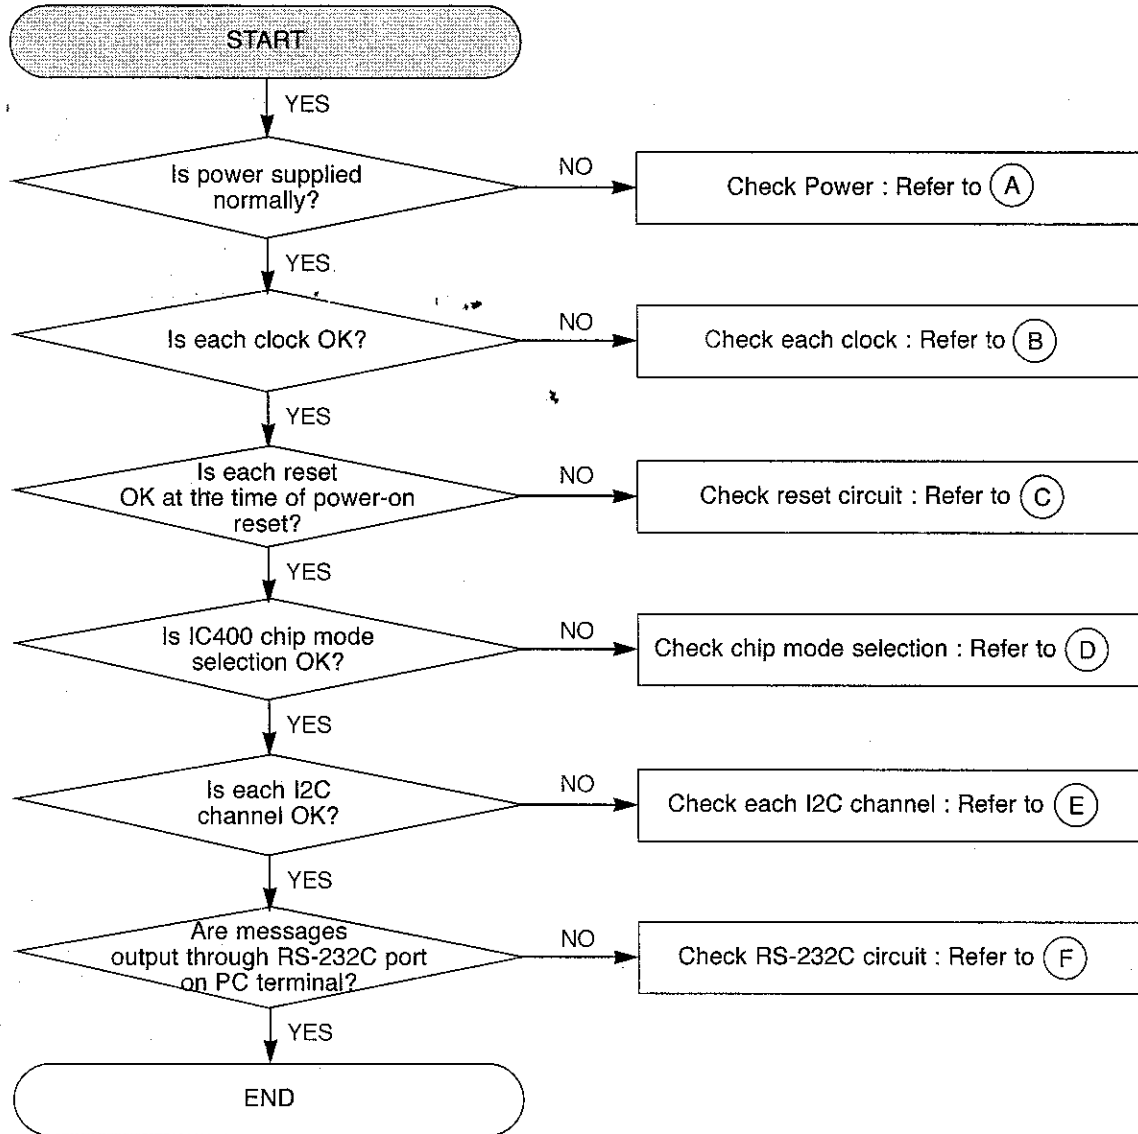 START
YES
Is power supplied
normally?
NO
Check Power : Refer to A
YES
Is each clock OK?
NO
Check each clock : Refer to B
YES
Is each reset
OK at the time of power-on
reset?
NO
Check reset circuit : Refer to C
YES
Is IC400 chip mode
selection OK?
NO
Check chip mode selection : Refer to D
YES
Is each I2C
channel OK?
NO
Check each I2C channel : Refer to E
YES
Are messages
output through RS-232C port
on PC terminal?
NO
Check RS-232C circuit : Refer to F
YES
END